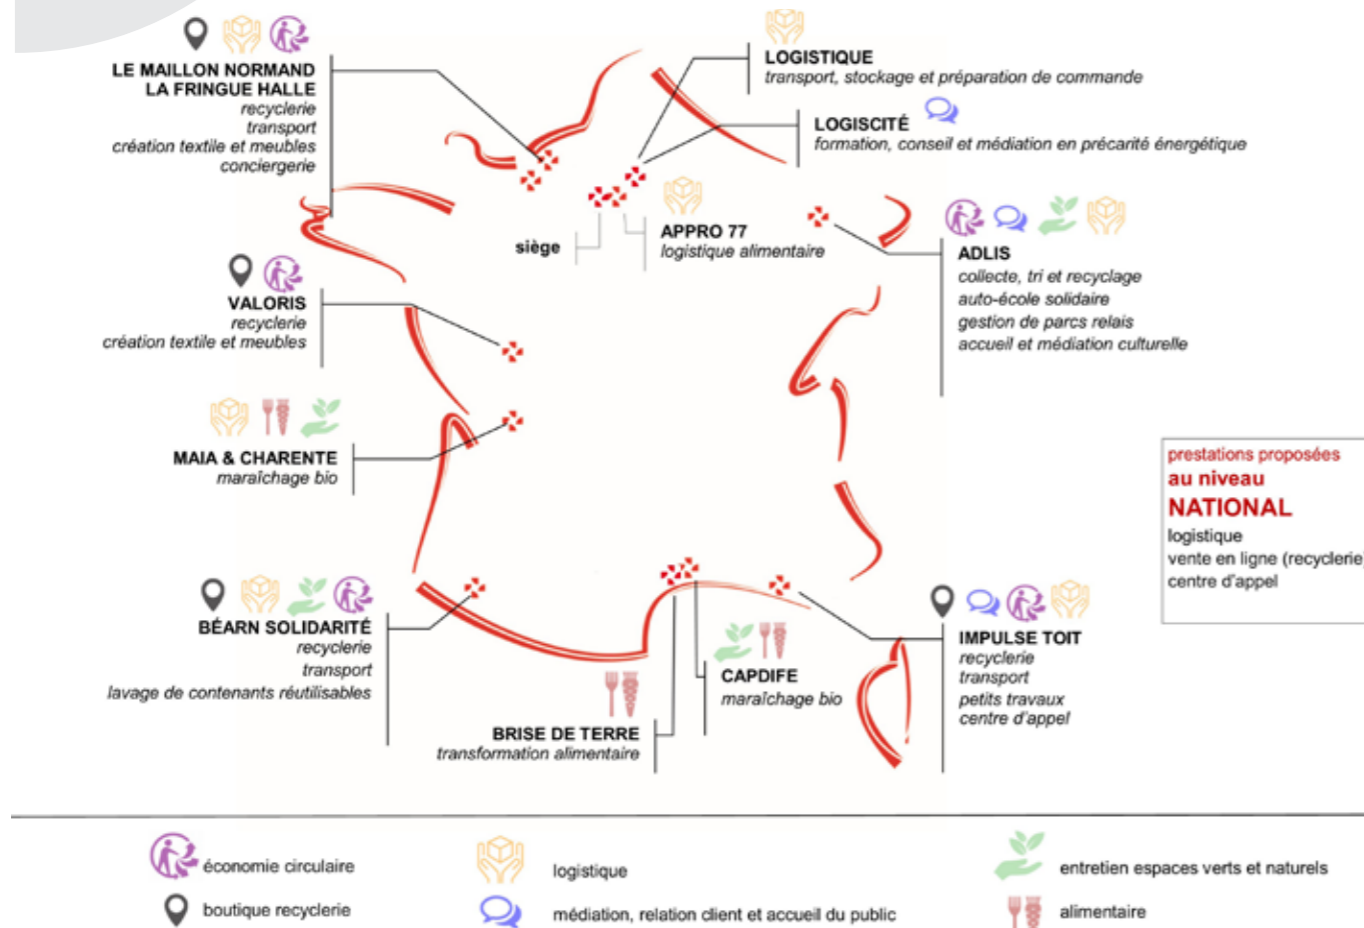 LE MAILLON NORMAND
LA FRINGUE HALLE
recyclerie
transport
création textile et meubles
conciergerie
LOGISTIQUE
transport, stockage et préparation de commande
LOGISCITÉ
formation, conseil et médiation en précarité énergétique
siège
APPRO 77
logistique alimentaire
ADLIS
collecte, tri et recyclage
auto-école solidaire
gestion de parcs relais
accueil et médiation culturelle
VALORIS
recyclerie
création textile et meubles
MAIA & CHARENTE
maraîchage bio
prestations proposées
au niveau
NATIONAL
logistique
vente en ligne (recyclerie)
centre d'appel
BÉARN SOLIDARITÉ
recyclerie
transport
lavage de contenants réutilisables
BRISE DE TERRE
transformation alimentaire
CAPDIFE
maraîchage bio
IMPULSE TOIT
recyclerie
transport
petits travaux
centre d'appel
économie circulaire
logistique
entretien espaces verts et naturels
boutique recyclerie
médiation, relation client et accueil du public
alimentaire